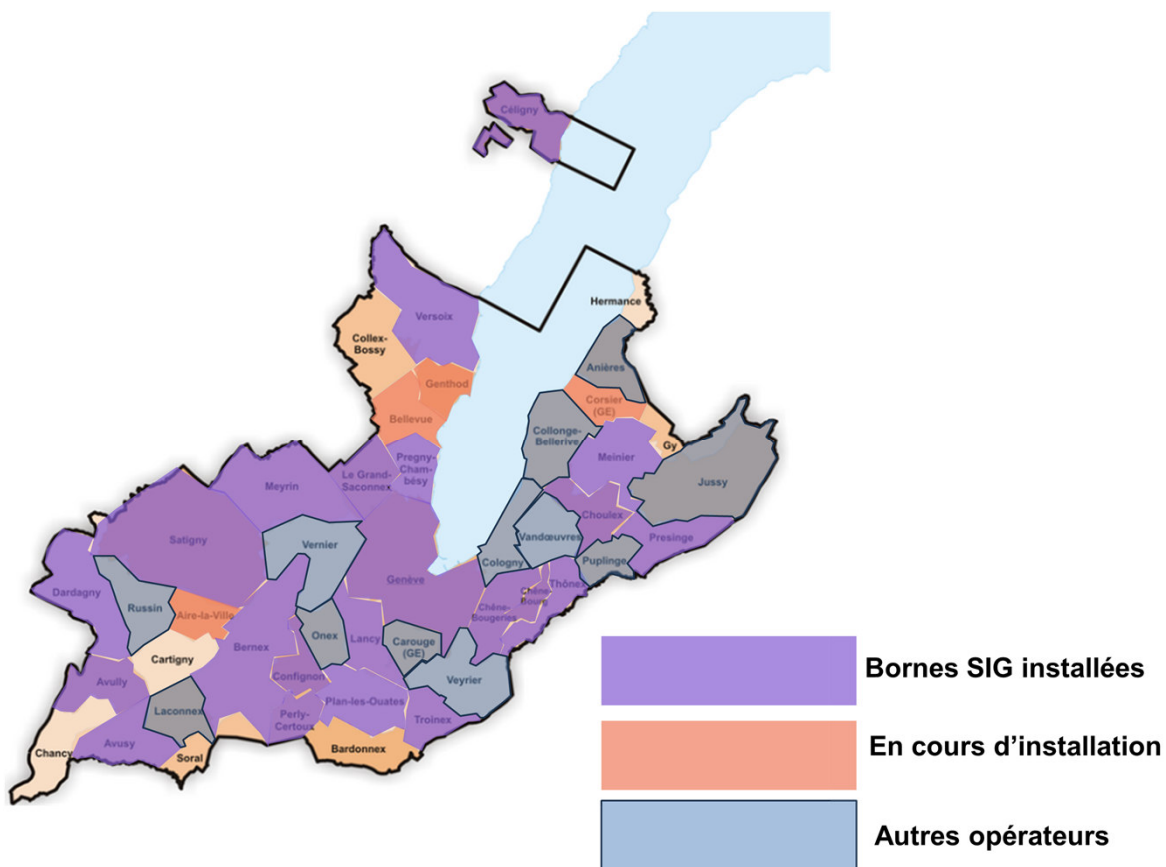 Céligny
Hermance
Versoix
Collex-
Bossy
Anières
Genthod
Corsier
(GE)
Bellevue
Collonge-
Bellerive
Gy
Pregny-
Cham-
bésy
Meinier
Le Grand-
Saconnex
Meyrin
Jussy
Choulex
Satigny
Vernier
Vandœuvres
Presinge
Cologny
Puplinge
Genève
Thônex
Dardagny
Chêne-
Bourg
Chêne-
Bougeries
Russin
Aire-la-Ville
Onex
Lancy
Carouge
(GE)
Bernex
Cartigny
Confignon
Veyrier
Avully
Plan-les-Ouates
Laconnex
Perly-
Certoux
Troinex
Avusy
Chancy
Soral
Bardonnex
Bornes SIG installées
En cours d’installation
Autres opérateurs